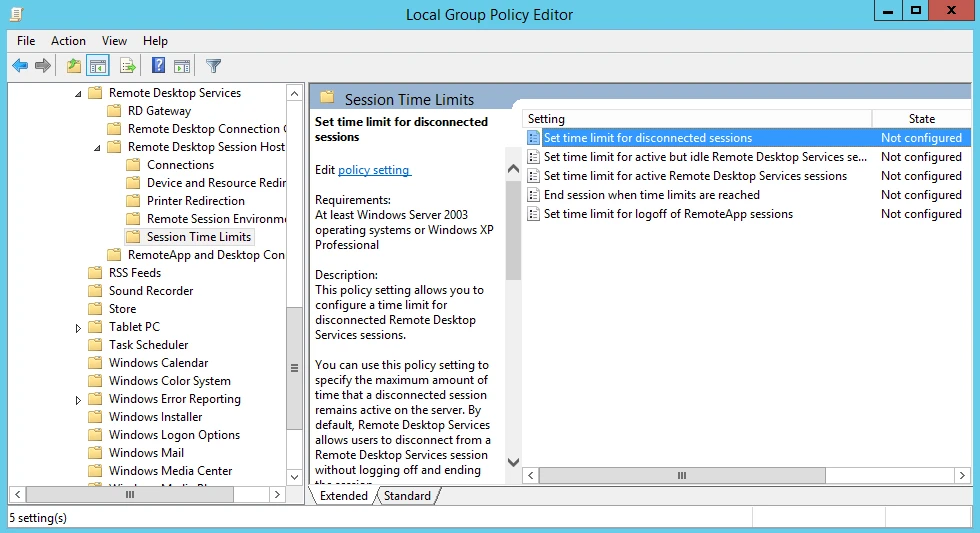 Local Group Policy Editor
File Action View Help
Remote Desktop Services
RD Gateway
Remote Desktop Connection
Remote Desktop Session Host
Connections
Device and Resource Redir
Printer Redirection
Remote Session Environm
Session Time Limits
RemoteApp and Desktop Con
RSS Feeds
Sound Recorder
Store
Tablet PC
Task Scheduler
Windows Calendar
Windows Color System
Windows Error Reporting
Windows Installer
Windows Logon Options
Windows Mail
Windows Media Center
Session Time Limits
Set time limit for disconnected
sessions
Edit policy setting
Requirements:
At least Windows Server 2003
operating systems or Windows XP
Professional
Description:
This policy setting allows you to
configure a time limit for
disconnected Remote Desktop
Services sessions.
You can use this policy setting to
specify the maximum amount of
time that a disconnected session
remains active on the server. By
default, Remote Desktop Services
allows users to disconnect from a
Remote Desktop Services session
without logging off and ending
the session.
Setting State
Set time limit for disconnected sessions Not configured
Set time limit for active but idle Remote Desktop Services se... Not configured
Set time limit for active Remote Desktop Services sessions Not configured
End session when time limits are reached Not configured
Set time limit for logoff of RemoteApp sessions Not configured
Extended Standard
5 setting(s)